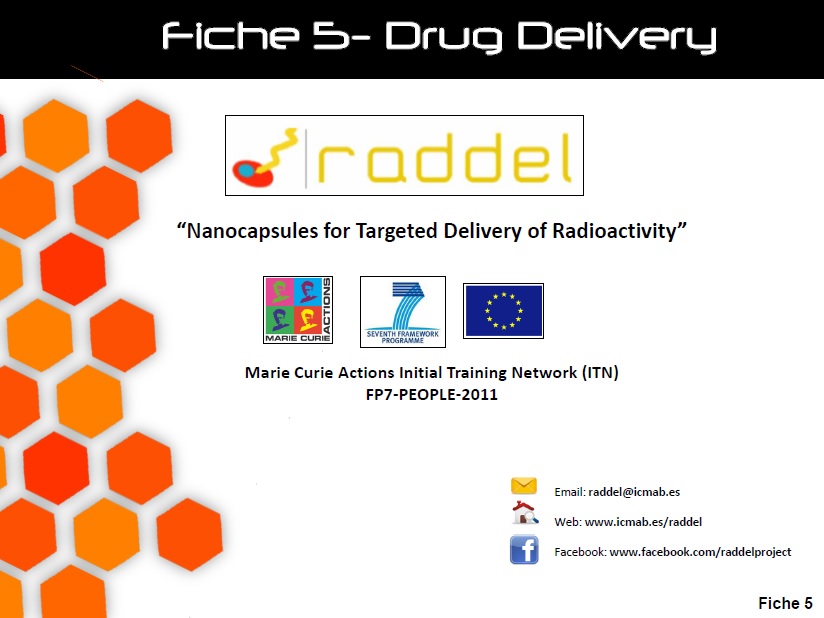 Fiche 5- Drug Delivery
raddel
“Nanocapsules for Targeted Delivery of Radioactivity”
MARIE CURIE ACTIONS
SEVENTH FRAMEWORK
PROGRAMME
Marie Curie Actions Initial Training Network (ITN)
FP7-PEOPLE-2011
Email: raddel@icmab.es
Web: www.icmab.es/raddel
Facebook: www.facebook.com/raddelproject
Fiche 5